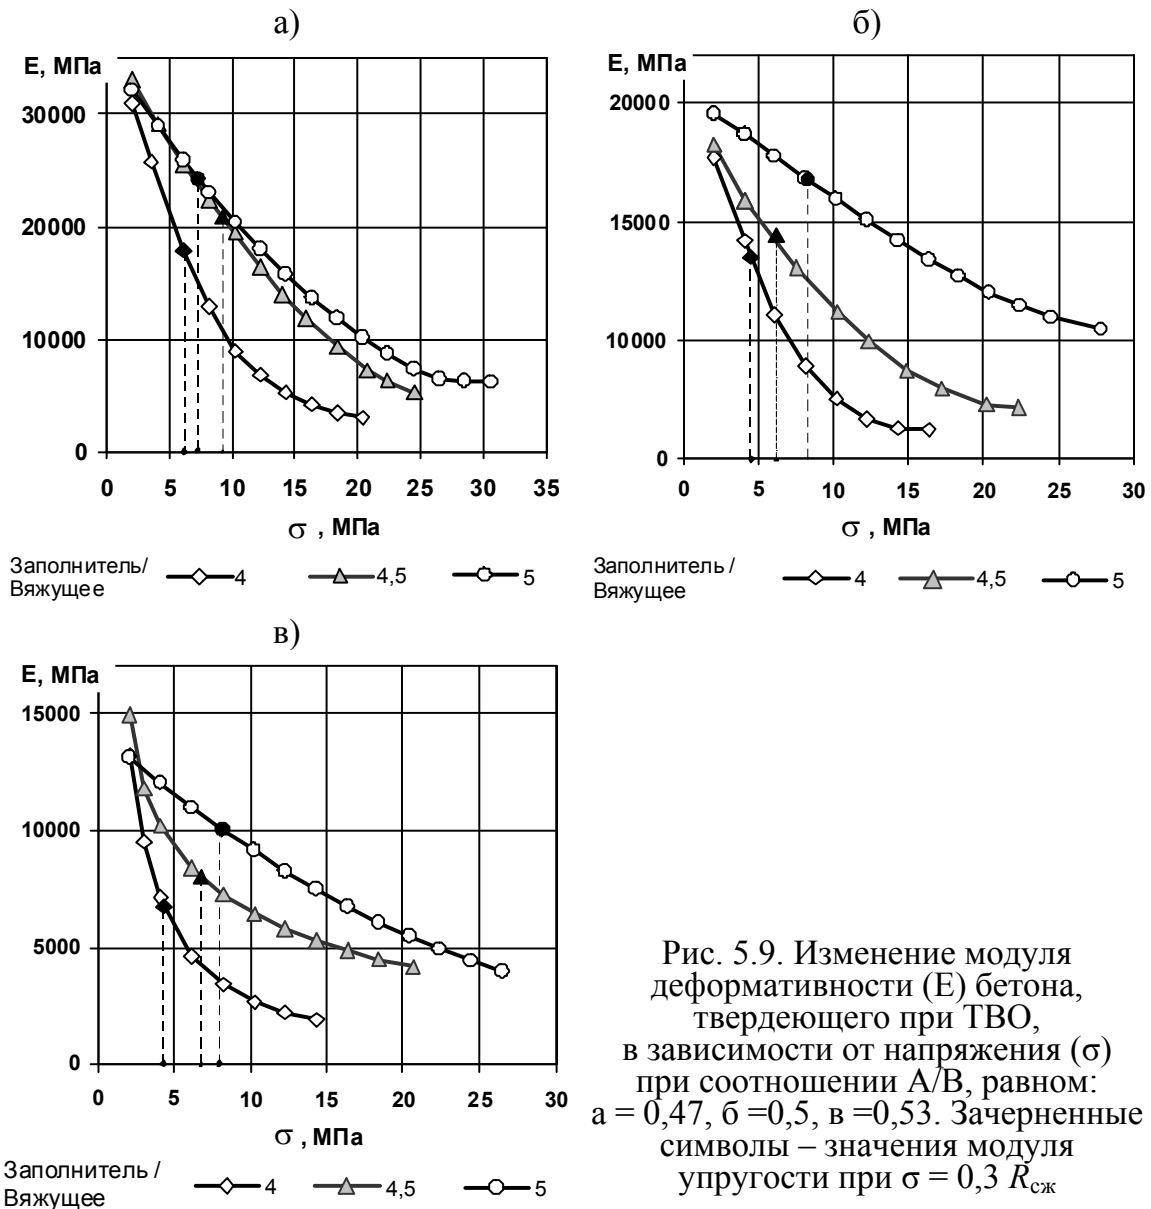 а)
Е, МПа
30000
20000
10000
0
0 5 10 15 20 25 30 35
σ , МПа
Заполнитель/
Вяжущее
4 4,5 5
б)
Е, МПа
20000
15000
10000
0
0 5 10 15 20 25 30
σ , МПа
Заполнитель /
Вяжущее
4 4,5 5
в)
Е, МПа
15000
10000
5000
0
0 5 10 15 20 25 30
σ , МПа
Заполнитель /
Вяжущее
4 4,5 5
Рис. 5.9. Изменение модуля
деформативности (Е) бетона,
твердеющего при ТВО,
в зависимости от напряжения (σ)
при соотношении А/В, равном:
а = 0,47, б =0,5, в =0,53. Зачерненные
символы – значения модуля
упругости при σ = 0,3 Rсж